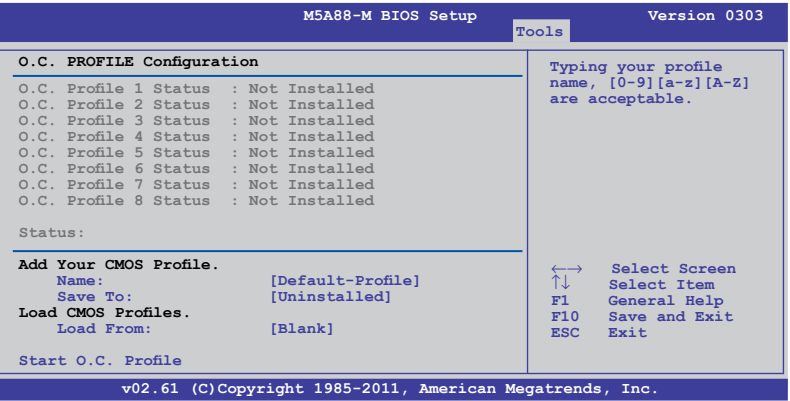 M5A88-M BIOS Setup Version 0303
Tools
O.C. PROFILE Configuration
O.C. Profile 1 Status : Not Installed
O.C. Profile 2 Status : Not Installed
O.C. Profile 3 Status : Not Installed
O.C. Profile 4 Status : Not Installed
O.C. Profile 5 Status : Not Installed
O.C. Profile 6 Status : Not Installed
O.C. Profile 7 Status : Not Installed
O.C. Profile 8 Status : Not Installed
Status:
Add Your CMOS Profile.
Name: [Default-Profile]
Save To: [Uninstalled]
Load CMOS Profiles.
Load From: [Blank]
Start O.C. Profile
Typing your profile
name, [0-9][a-z][A-Z]
are acceptable.
←→ Select Screen
↑↓ Select Item
F1 General Help
F10 Save and Exit
ESC Exit
v02.61 (C)Copyright 1985-2011, American Megatrends, Inc.